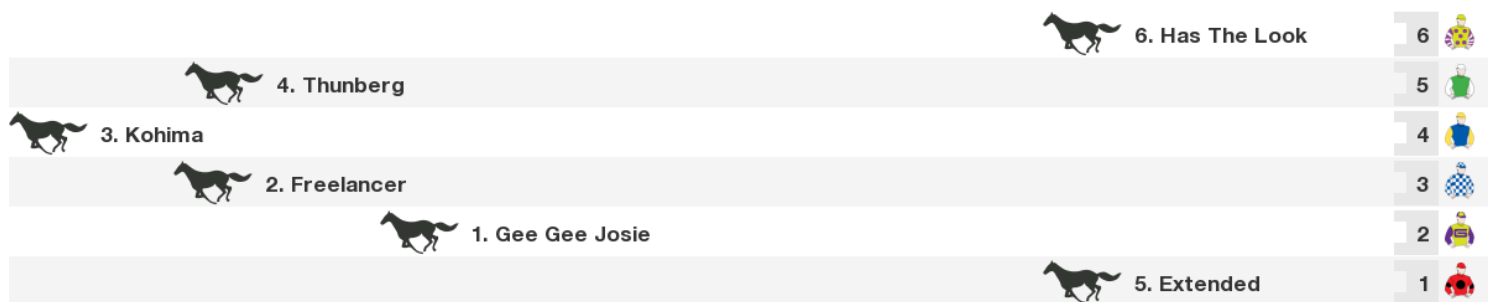 6. Has The Look 6
4. Thunberg 5
3. Kohima 4
2. Freelancer 3
1. Gee Gee Josie 2
5. Extended 1